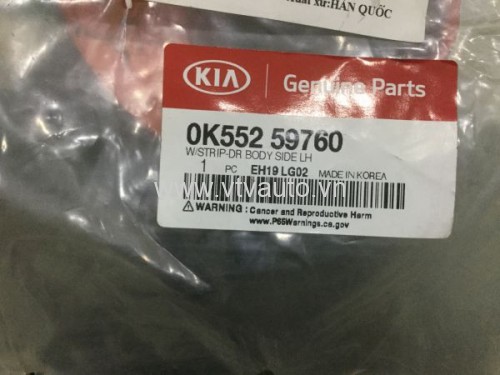 xuất xứ:HÀN QUỐC
KIA Genuine Parts
0K552 59760
W/STRIP-DR BODY SIDE LH
1 PC EH19 LG02 MADE IN KOREA
www.vtvauto.vn
⚠WARNING : Cancer and Reproductive Harm
www.P65Warnings.ca.gov